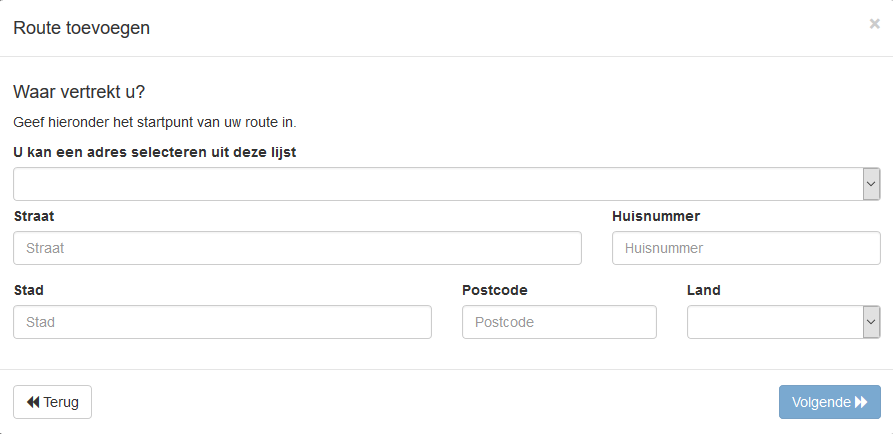 Route toevoegen ×
Waar vertrekt u?
Geef hieronder het startpunt van uw route in.
U kan een adres selecteren uit deze lijst
Straat Huisnummer
Straat Huisnummer
Stad Postcode Land
Stad Postcode
Terug Volgende